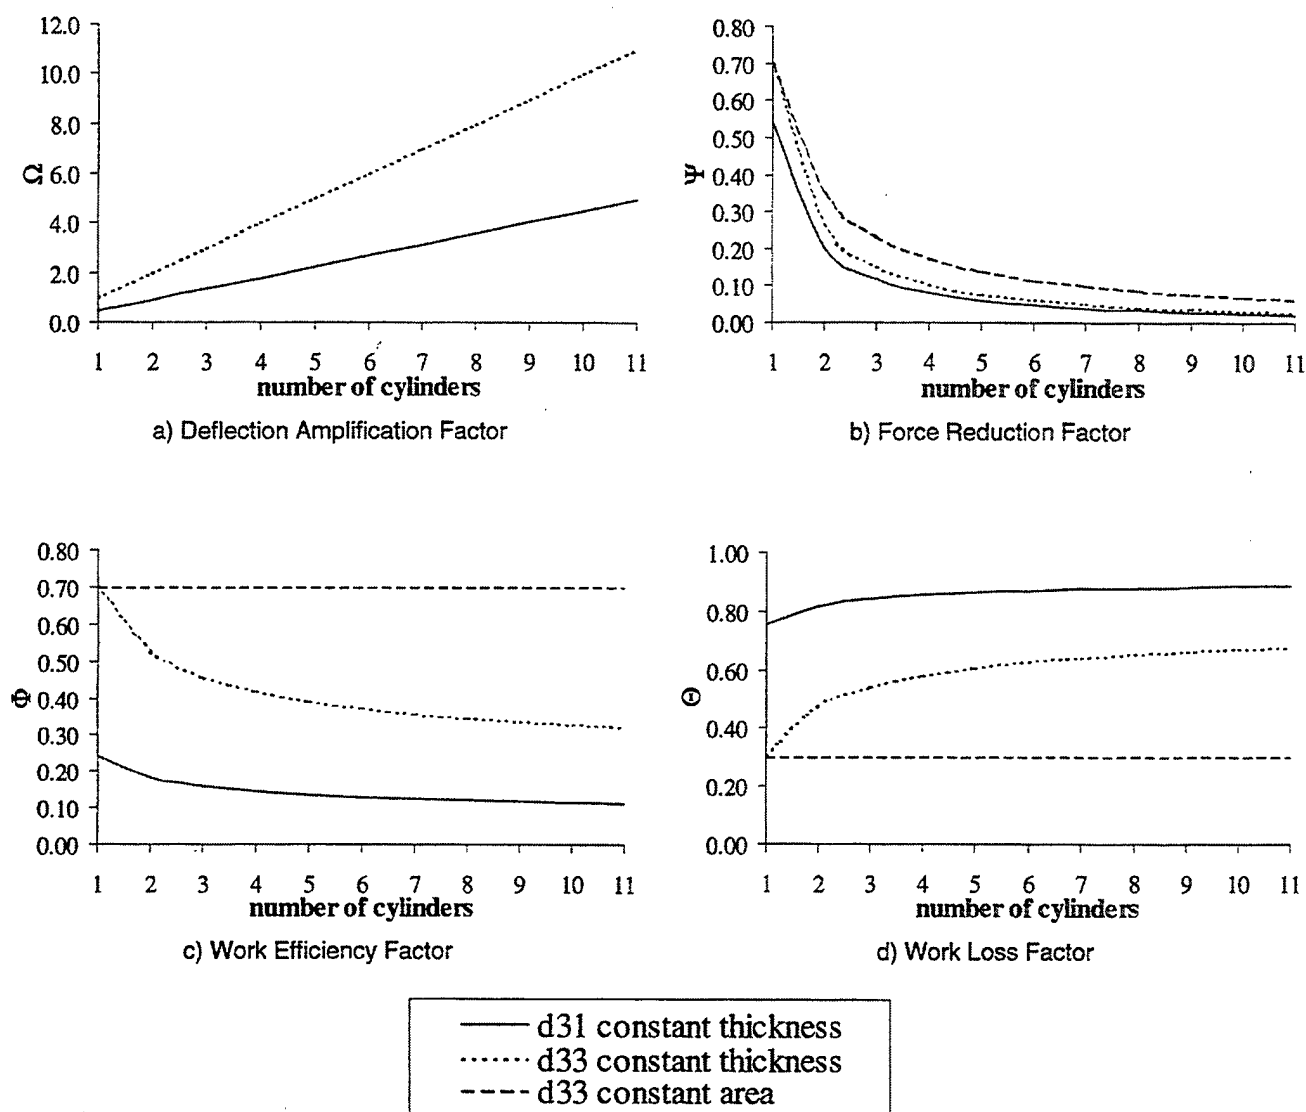 12.0
10.0
8.0
6.0
4.0
2.0
0.0
Ω
1 2 3 4 5 6 7 8 9 10 11
number of cylinders
a) Deflection Amplification Factor
0.80
0.70
0.60
0.50
0.40
0.30
0.20
0.10
0.00
Ψ
1 2 3 4 5 6 7 8 9 10 11
number of cylinders
b) Force Reduction Factor
0.80
0.70
0.60
0.50
0.40
0.30
0.20
0.10
0.00
Φ
1 2 3 4 5 6 7 8 9 10 11
number of cylinders
c) Work Efficiency Factor
1.00
0.80
0.60
0.40
0.20
0.00
Θ
1 2 3 4 5 6 7 8 9 10 11
number of cylinders
d) Work Loss Factor
d31 constant thickness
d33 constant thickness
d33 constant area